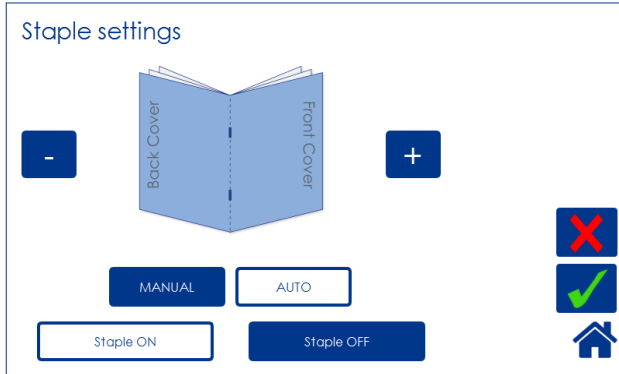 Staple settings
Back Cover
Front Cover
-
+
MANUAL
AUTO
Staple ON
Staple OFF